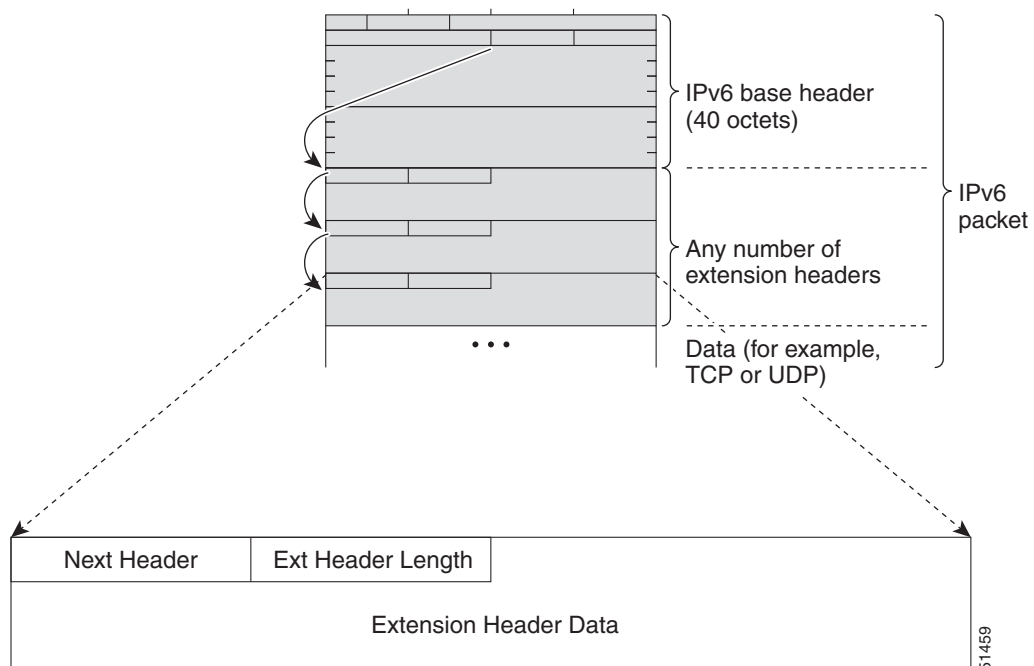 IPv6 base header
(40 octets)
IPv6
packet
Any number of
extension headers
• • •
Data (for example,
TCP or UDP)
Next Header
Ext Header Length
Extension Header Data
51459